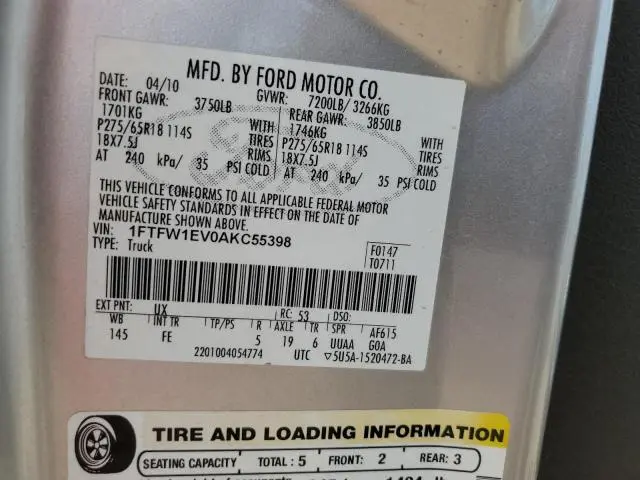 MFD. BY FORD MOTOR CO.
DATE: 04/10 GVWR: 7200LB/ 3266KG
FRONT GAWR: 3750LB REAR GAWR: 3850LB
1701KG WITH 1746KG WITH
P275/65R18 114S TIRES P275/65R18 114S TIRES
18X7.5J RIMS 18X7.5J RIMS
AT 240 kPa/ 35 PSI COLD AT 240 kPa/ 35 PSI COLD
THIS VEHICLE CONFORMS TO ALL APPLICABLE FEDERAL MOTOR
VEHICLE SAFETY STANDARDS IN EFFECT ON THE DATE OF
MANUFACTURE SHOWN ABOVE.
VIN: 1FTFW1EV0AKC55398
TYPE: Truck
F0147
T0711
EXT PNT: UX RC: 53 DSO:
WB INT TR TP/PS R AXLE TR SPR AF615
145 FE 5 19 6 UUAA G0A
2201004054774 UTC ▽5U5A-1520472-BA
TIRE AND LOADING INFORMATION
SEATING CAPACITY TOTAL : 5 FRONT: 2 REAR: 3